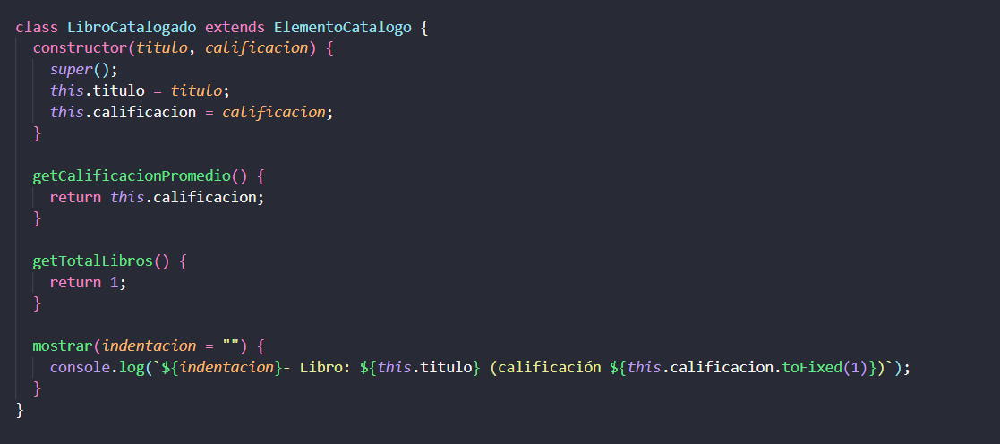 class LibroCatalogado extends ElementoCatalogo {
  constructor(titulo, calificacion) {
    super();
    this.titulo = titulo;
    this.calificacion = calificacion;
  }

  getCalificacionPromedio() {
    return this.calificacion;
  }

  getTotalLibros() {
    return 1;
  }

  mostrar(indentacion = "") {
    console.log(`${indentacion}- Libro: ${this.titulo} (calificación ${this.calificacion.toFixed(1)})`);
  }
}